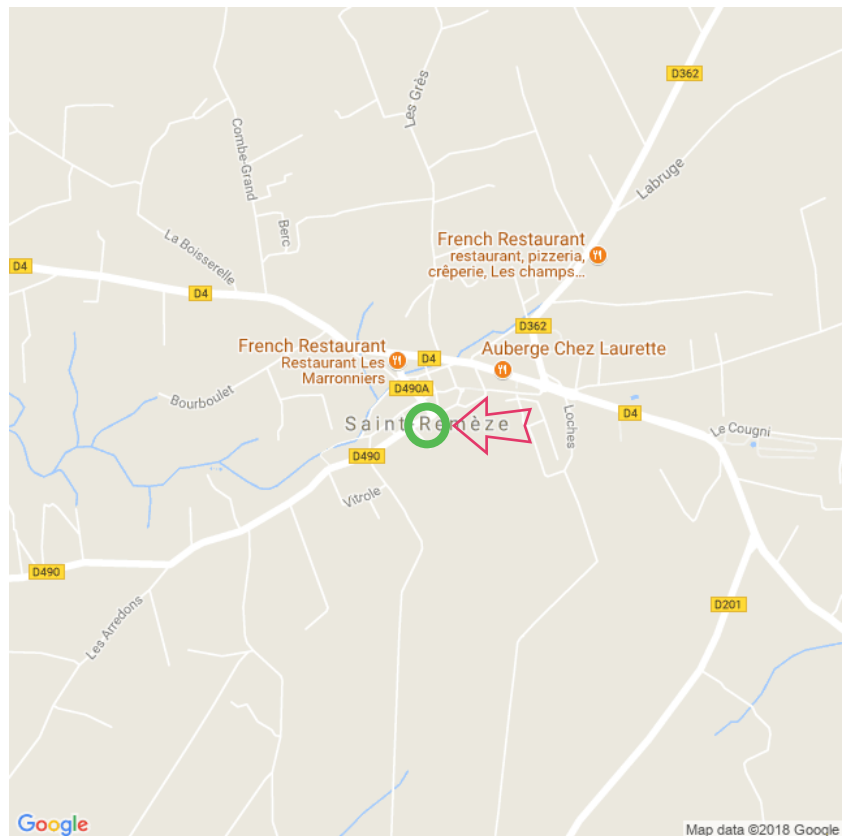 D362
Les Grès
Combe-Grand
Labruge
Berc
La Boisserelle
French Restaurant
restaurant, pizzeria,
crêperie, Les champs...
D4
D4
D362
French Restaurant
Restaurant Les
Marronniers
D4
Auberge Chez Laurette
D490A
Bourboulet
Loches
D4
Saint-Remèze
Le Cougni
D490
Vitrole
D490
Les Arredons
D201
Google
Map data ©2018 Google